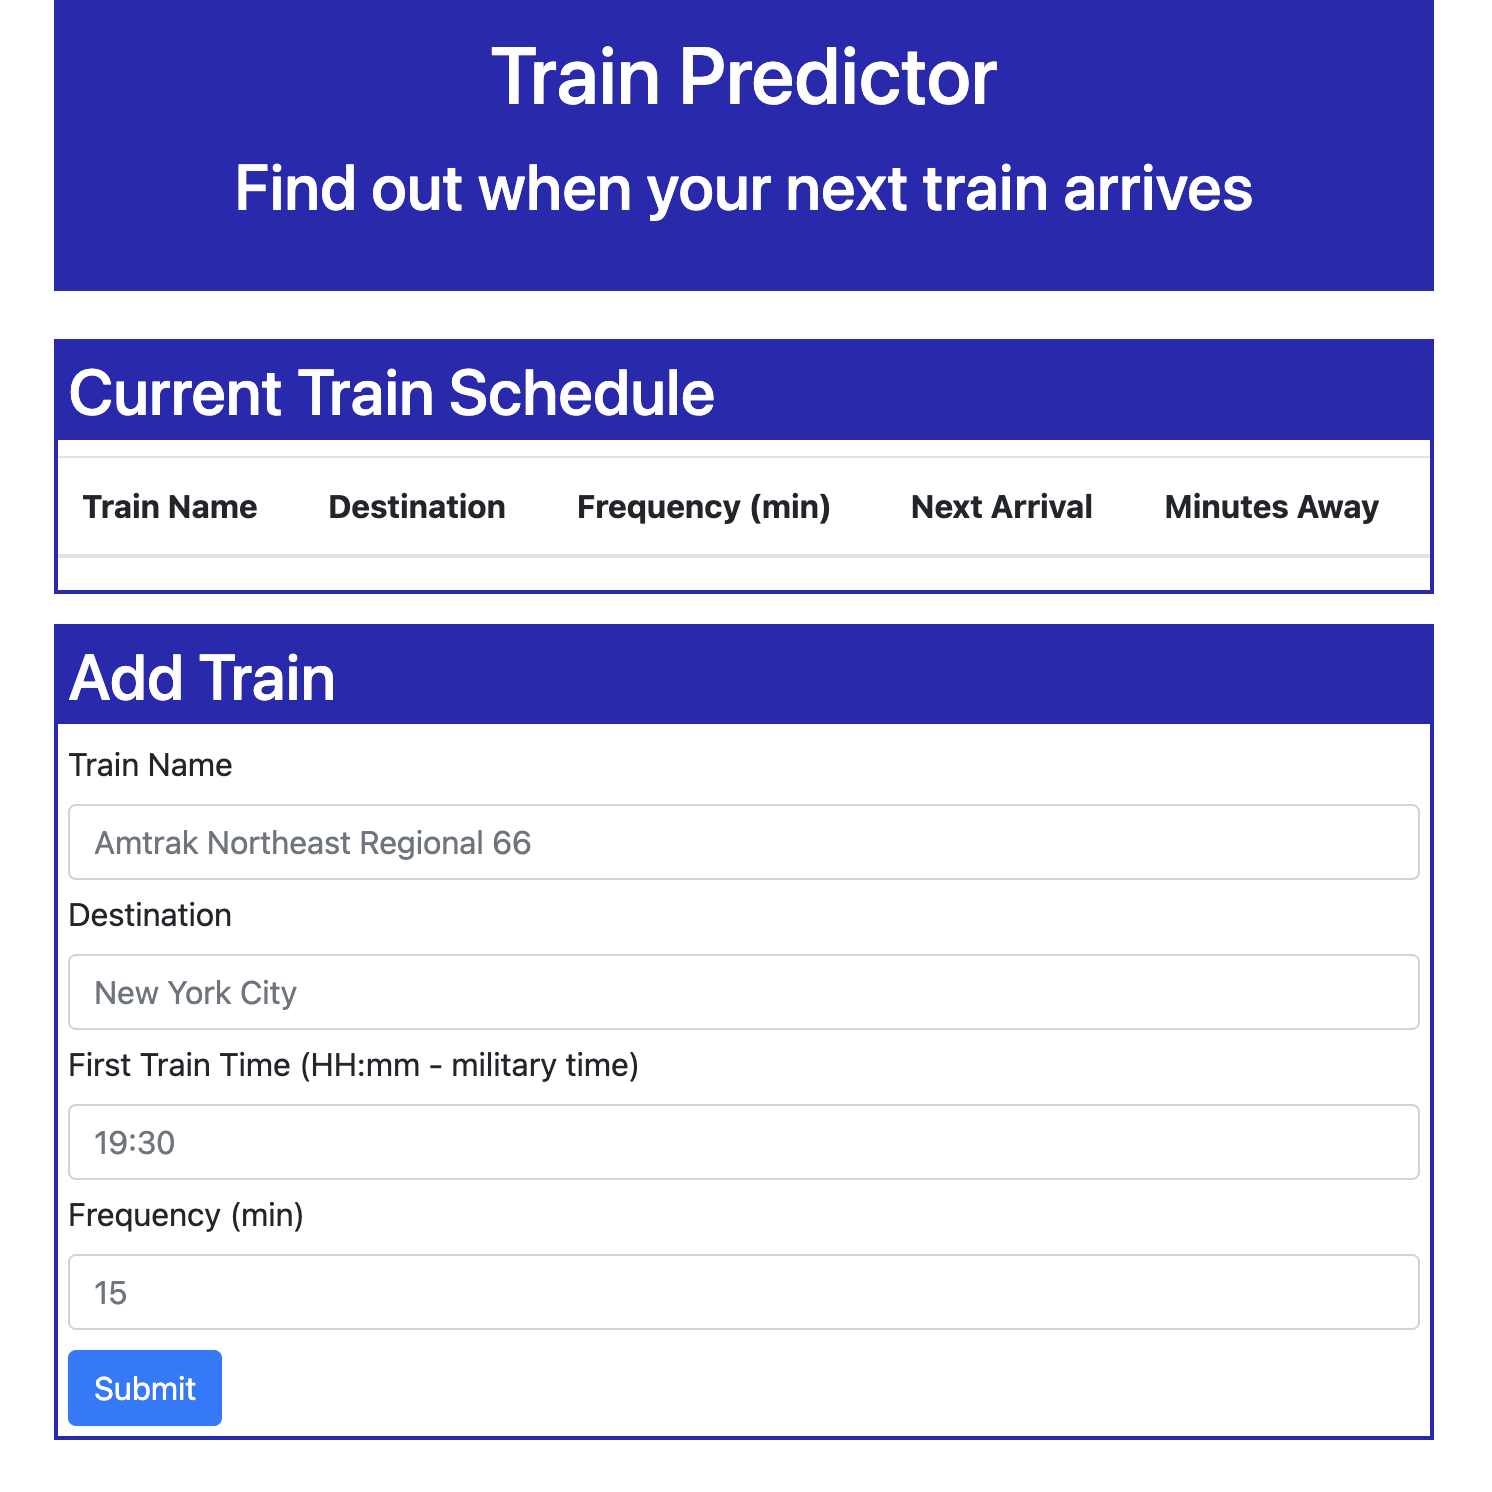 Train Predictor
Find out when your next train arrives
Current Train Schedule
Train Name Destination Frequency (min) Next Arrival Minutes Away
Add Train
Train Name
Amtrak Northeast Regional 66
Destination
New York City
First Train Time (HH:mm - military time)
19:30
Frequency (min)
15
Submit